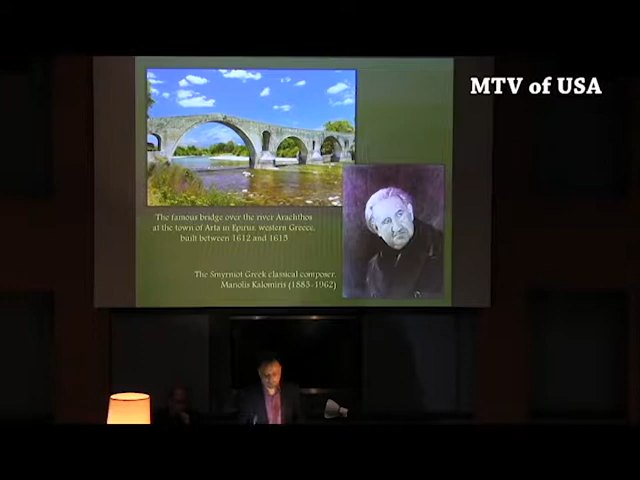 MTV of USA
The famous bridge over the river Arachthos
at the town of Arta in Epirus, western Greece,
built between 1612 and 1615
The Smyrniot Greek classical composer,
Manolis Kalomiris (1883-1962)